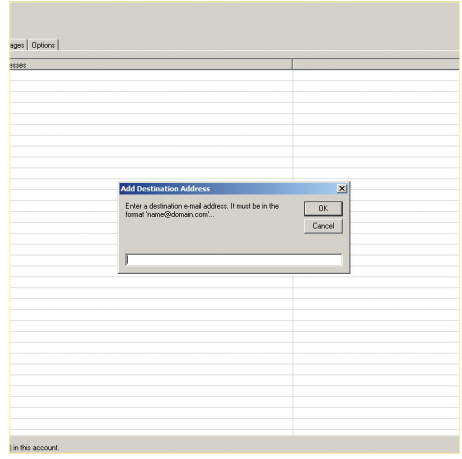 ages Options
esses
Add Destination Address
Enter a destination e-mail address. It must be in the
format 'name@domain.com'...
OK
Cancel
) in this account.